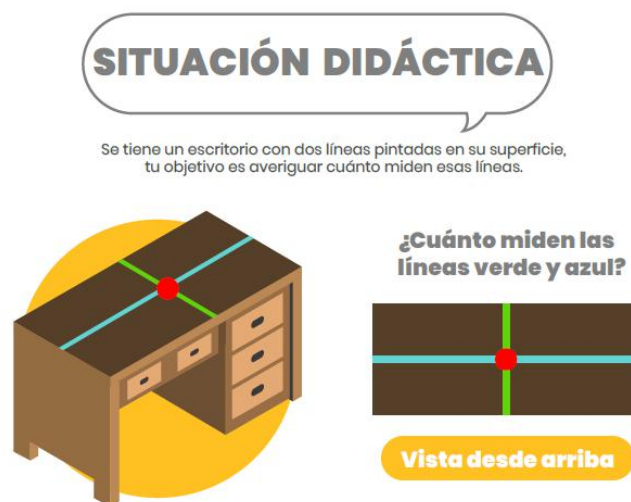 SITUACIÓN DIDÁCTICA
Se tiene un escritorio con dos líneas pintadas en su superficie,
tu objetivo es averiguar cuánto miden esas líneas.
¿Cuánto miden las
líneas verde y azul?
Vista desde arriba